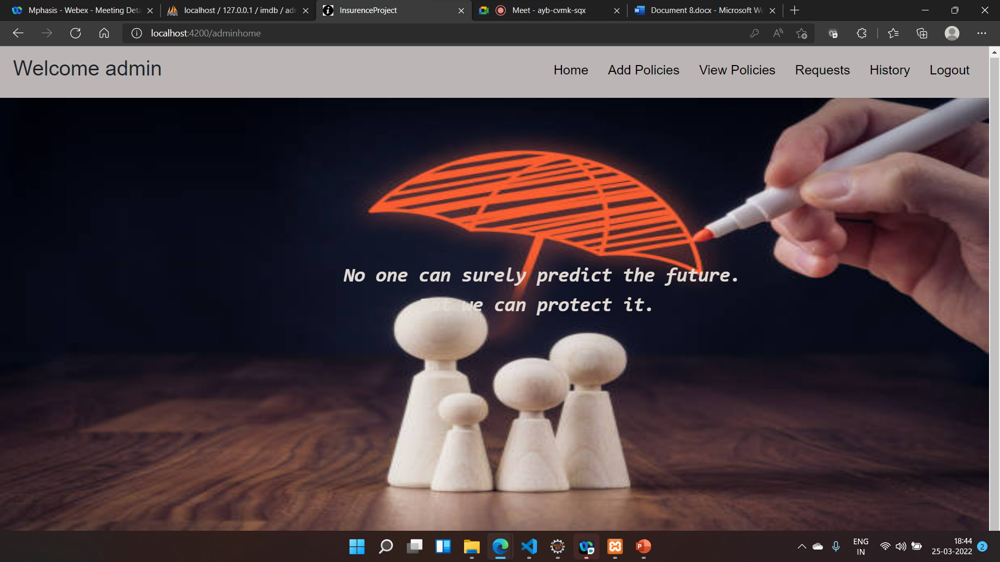 Mphasis - Webex - Meeting Deta
localhost / 127.0.0.1 / imdb / adm
InsurenceProject
Meet - ayb-cvmk-sqx
Document 8.docx - Microsoft Wo
localhost:4200/adminhome
Welcome admin
Home
Add Policies
View Policies
Requests
History
Logout
No one can surely predict the future.
But we can protect it.
ENG
IN
18:44
25-03-2022
2